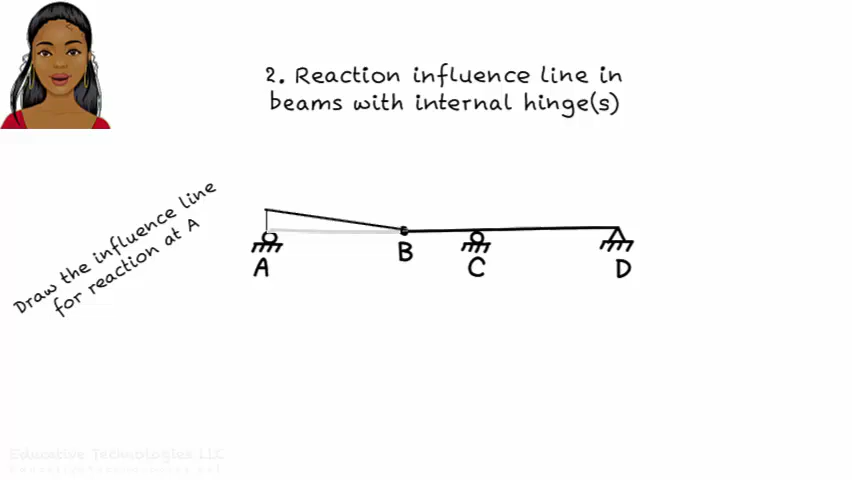 2. Reaction influence line in
beams with internal hinge(s)
Draw the influence line
for reaction at A
A
B
C
D
Educative Technologies LLC